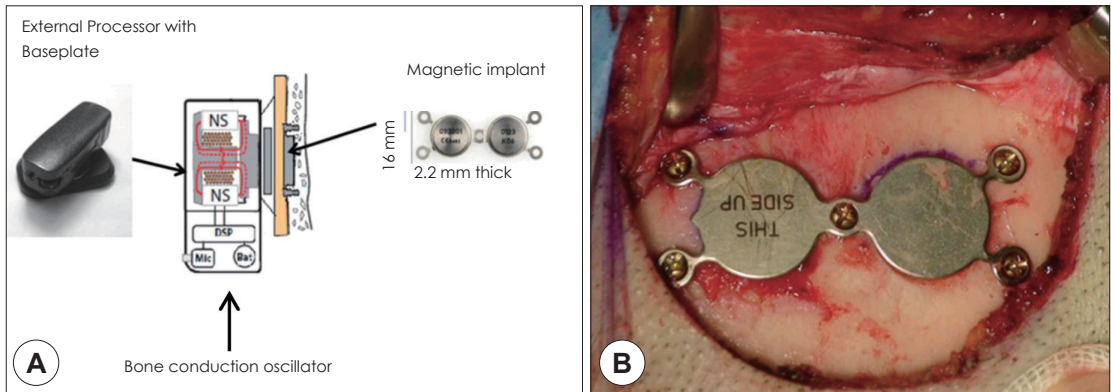 External Processor with
Baseplate
Magnetic implant
NS
NS
DSP
Mic
Bat
16 mm
2.2 mm thick
Bone conduction oscillator
A
THIS
SIDE UP
B